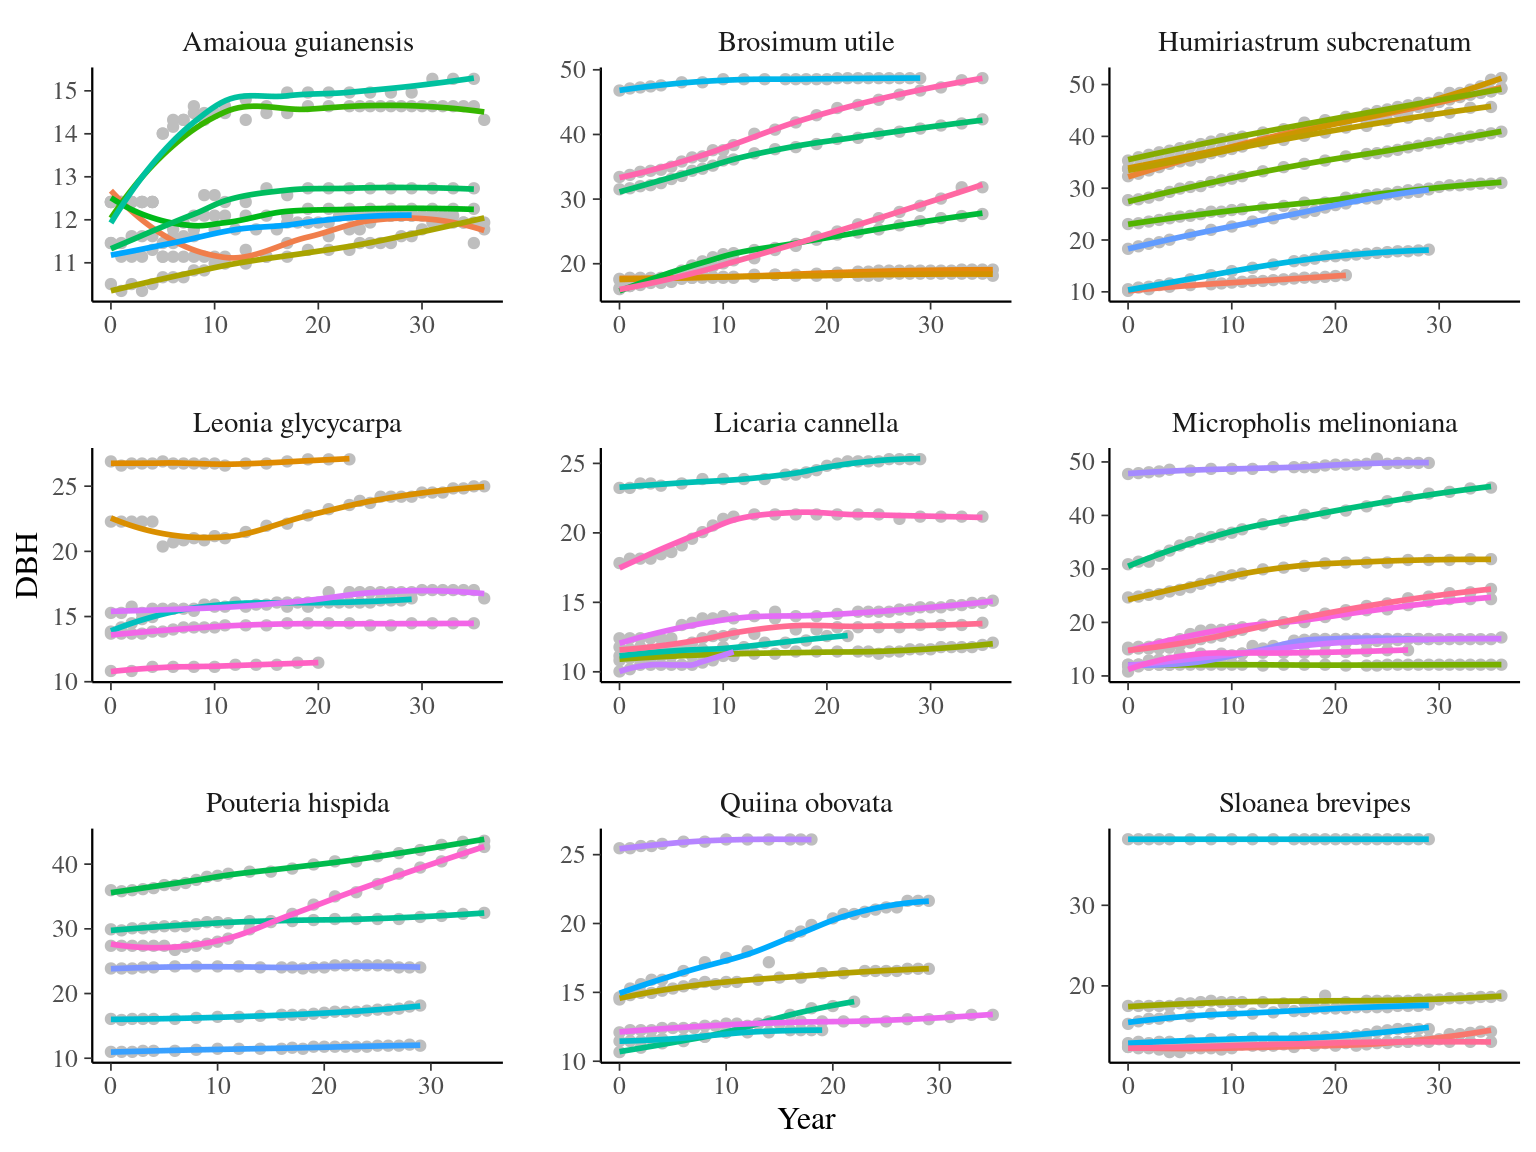 Amaioua guianensis
Brosimum utile
Humiriastrum subcrenatum
15
14
13
12
11
0 10 20 30
50
40
30
20
0 10 20 30
50
40
30
20
10
0 10 20 30
Leonia glycycarpa
Licaria cannella
Micropholis melinoniana
25
20
15
10
0 10 20 30
25
20
15
10
0 10 20 30
50
40
30
20
10
0 10 20 30
DBH
Pouteria hispida
Quiina obovata
Sloanea brevipes
40
30
20
10
0 10 20 30
25
20
15
10
0 10 20 30
30
20
0 10 20 30
Year